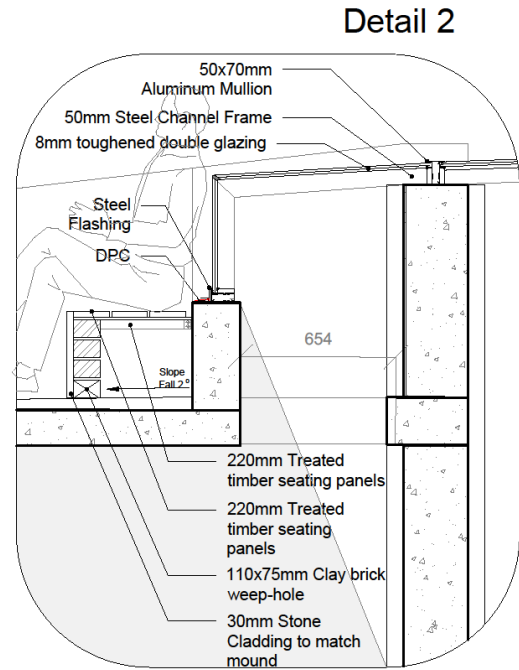 Detail 2
50x70mm
Aluminum Mullion
50mm Steel Channel Frame
8mm toughened double glazing
Steel
Flashing
DPC
654
Slope
Fall 2°
220mm Treated
timber seating panels
220mm Treated
timber seating
panels
110x75mm Clay brick
weep-hole
30mm Stone
Cladding to match
mound